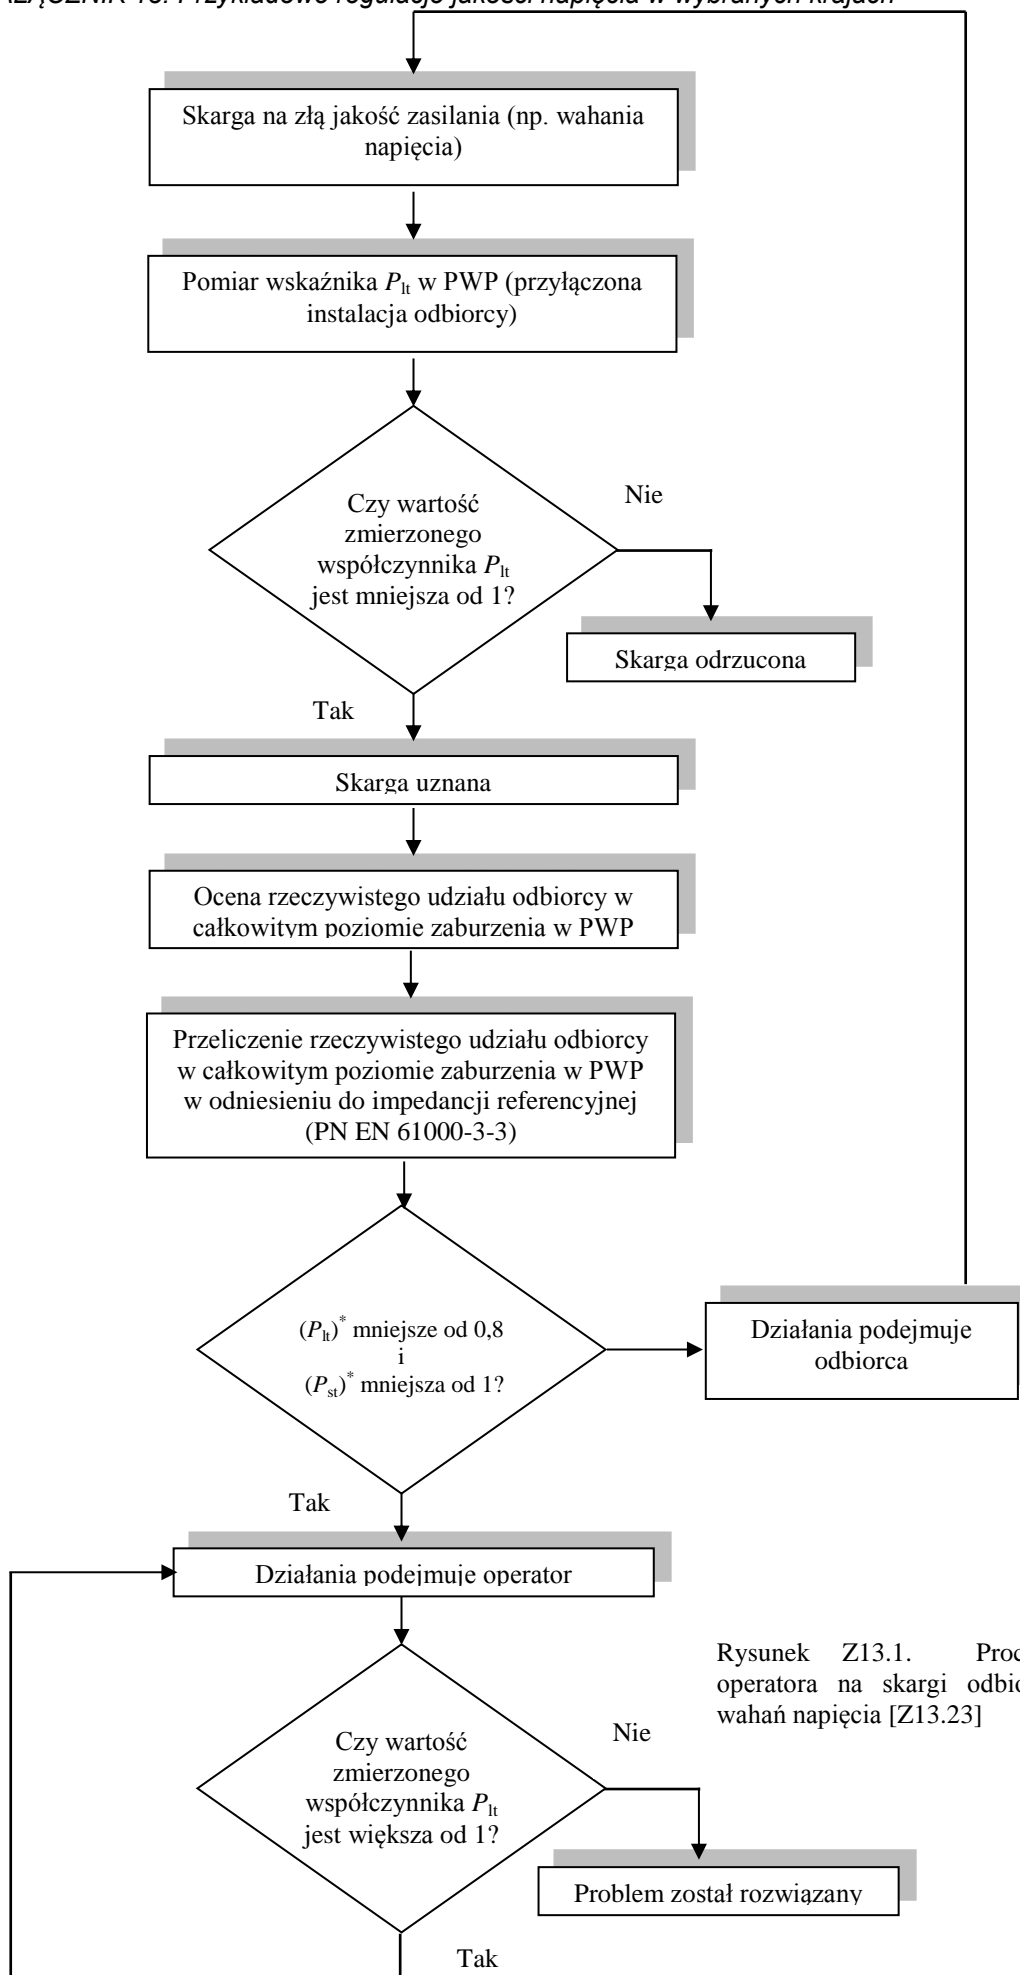 ZAŁĄCZNIK 13: Przykładowe regulacje jakości napięcia w wybranych krajach
Skarga na złą jakość zasilania (np. wahania
napięcia)
Pomiar wskaźnika Plt w PWP (przyłączona
instalacja odbiorcy)
Czy wartość
zmierzonego
współczynnika Plt
jest mniejsza od 1?
Nie
Skarga odrzucona
Tak
Skarga uznana
Ocena rzeczywistego udziału odbiorcy w
całkowitym poziomie zaburzenia w PWP
Przeliczenie rzeczywistego udziału odbiorcy
w całkowitym poziomie zaburzenia w PWP
w odniesieniu do impedancji referencyjnej
(PN EN 61000-3-3)
(Plt)* mniejsze od 0,8
i
(Pst)* mniejsza od 1?
Działania podejmuje
odbiorca
Tak
Działania podejmuje operator
Rysunek Z13.1.
operatora na skargi
wahań napięcia [Z13.23]
Czy wartość
zmierzonego
współczynnika Plt
jest większa od 1?
Nie
Problem został rozwiązany
Tak